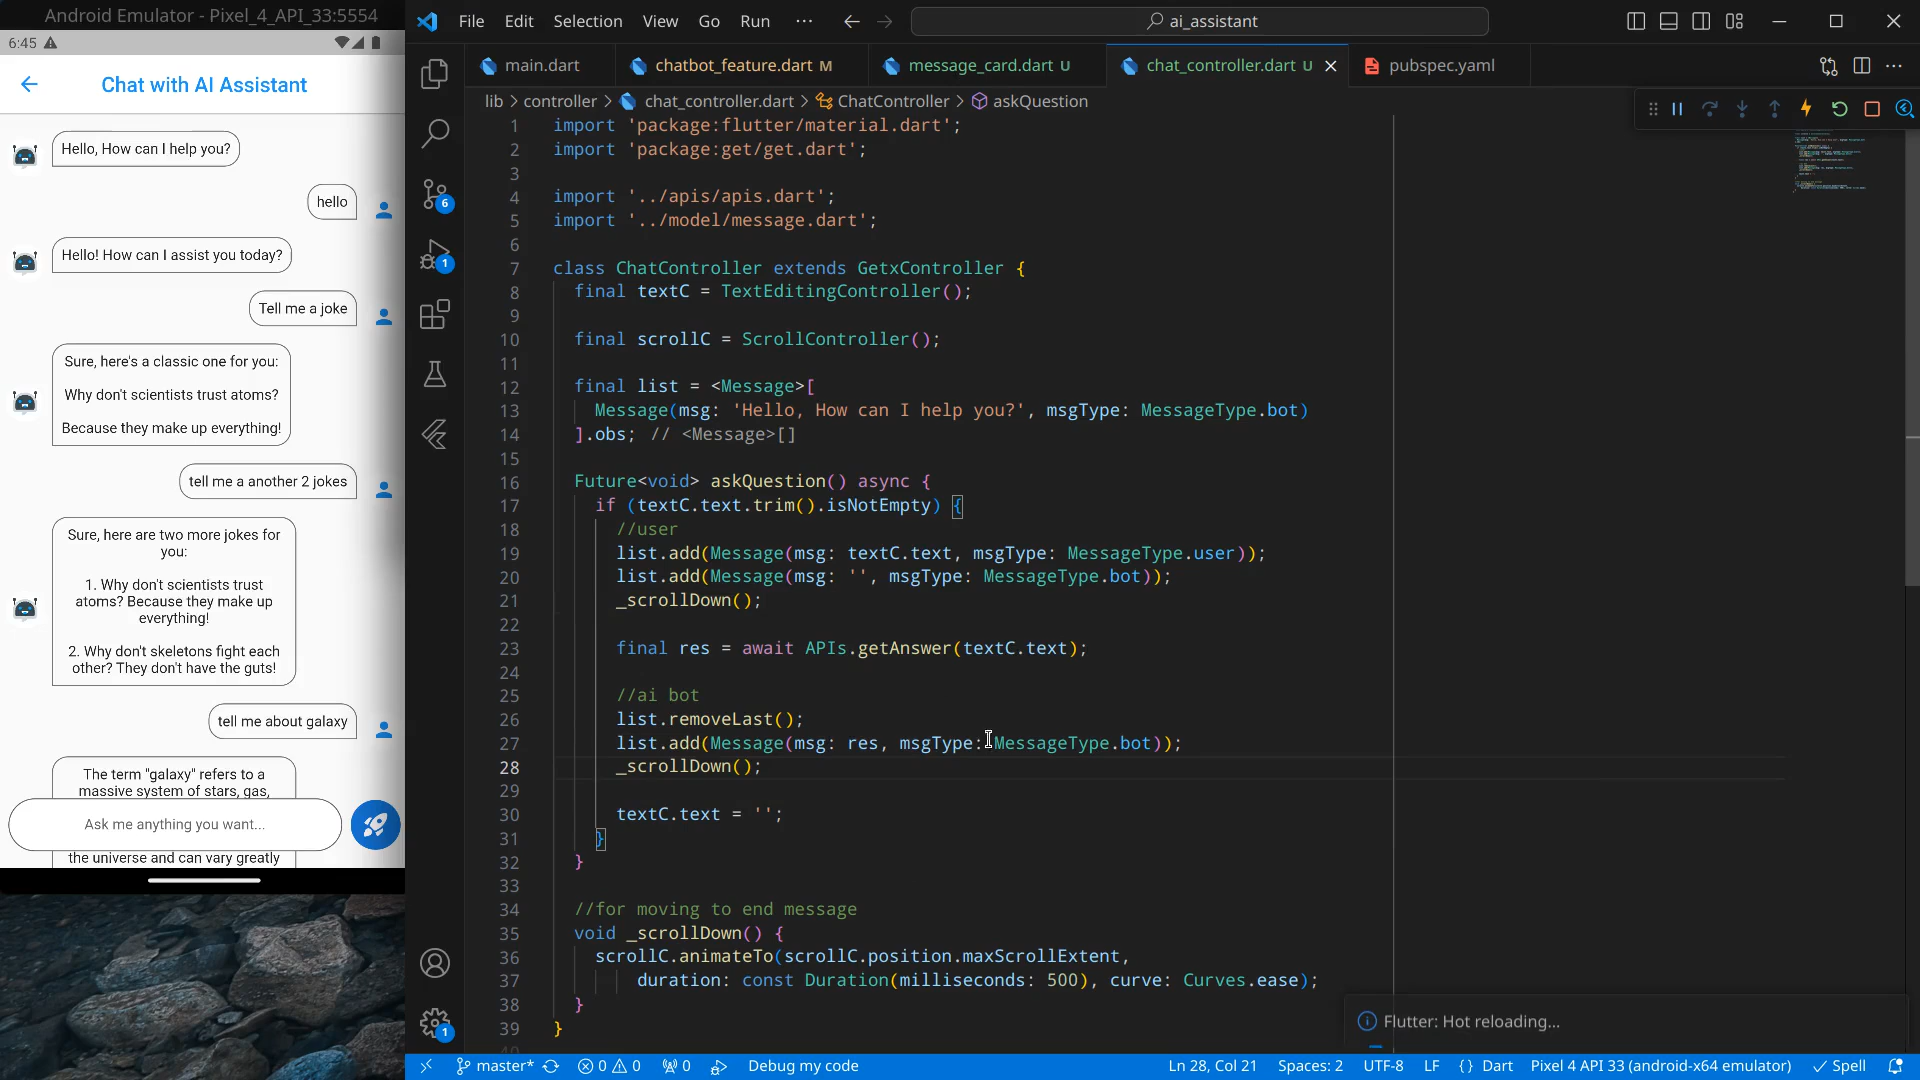 Android Emulator - Pixel_4_API_33:5554
6:45
Chat with AI Assistant
Hello, How can I help you?
hello
Hello! How can I assist you today?
Tell me a joke
Sure, here's a classic one for you:
Why don't scientists trust atoms?
Because they make up everything!
tell me a another 2 jokes
Sure, here are two more jokes for
you:
1. Why don't scientists trust
atoms? Because they make up
everything!
2. Why don't skeletons fight each
other? They don't have the guts!
tell me about galaxy
The term "galaxy" refers to a
massive system of stars, gas,
Ask me anything you want...
the universe and can vary greatly
File Edit Selection View Go Run ··· ai_assistant
main.dart chatbot_feature.dart M message_card.dart U chat_controller.dart U pubspec.yaml
lib > controller > chat_controller.dart > ChatController > askQuestion
6
1
1
1 import 'package:flutter/material.dart';
2 import 'package:get/get.dart';
3
4 import '../apis/apis.dart';
5 import '../model/message.dart';
6
7 class ChatController extends GetxController {
8 final textC = TextEditingController();
9
10 final scrollC = ScrollController();
11
12 final list = <Message>[
13 Message(msg: 'Hello, How can I help you?', msgType: MessageType.bot)
14 ].obs; // <Message>[]
15
16 Future<void> askQuestion() async {
17 if (textC.text.trim().isNotEmpty) {
18 //user
19 list.add(Message(msg: textC.text, msgType: MessageType.user));
20 list.add(Message(msg: '', msgType: MessageType.bot));
21 _scrollDown();
22
23 final res = await APIs.getAnswer(textC.text);
24
25 //ai bot
26 list.removeLast();
27 list.add(Message(msg: res, msgType: MessageType.bot));
28 _scrollDown();
29
30 textC.text = '';
31 }
32 }
33
34 //for moving to end message
35 void _scrollDown() {
36 scrollC.animateTo(scrollC.position.maxScrollExtent,
37 duration: const Duration(milliseconds: 500), curve: Curves.ease);
38 }
39 }
Flutter: Hot reloading...
master* 0 0 0 Debug my code Ln 28, Col 21 Spaces: 2 UTF-8 LF {} Dart Pixel 4 API 33 (android-x64 emulator) Spell